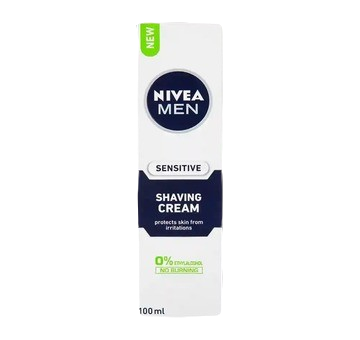 NEW
NIVEA
MEN
SENSITIVE
SHAVING
CREAM
protects skin from
irritations
0% ETHYLALCOHOL
NO BURNING
100 ml